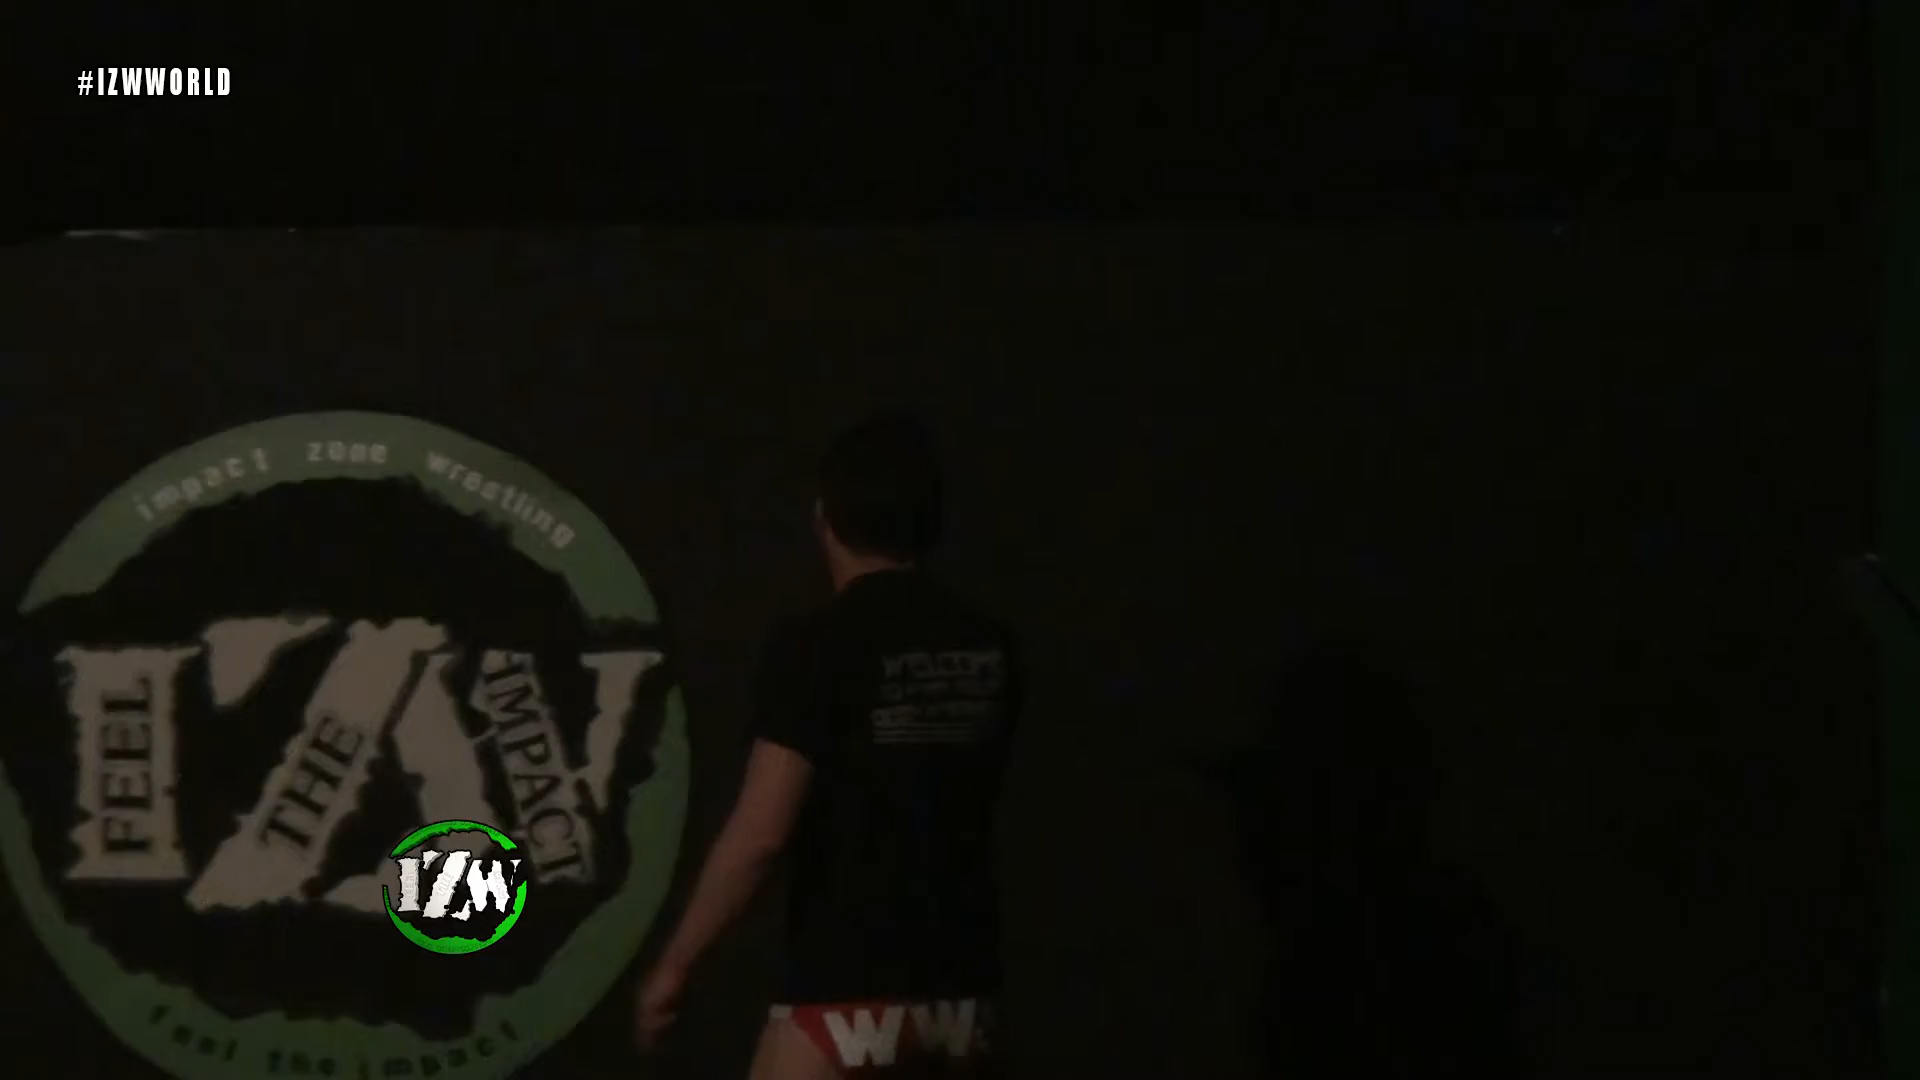 #IZWWORLD
impact zone wrestling
IZW
FEEL THE IMPACT
IZW
feel the impact
WW